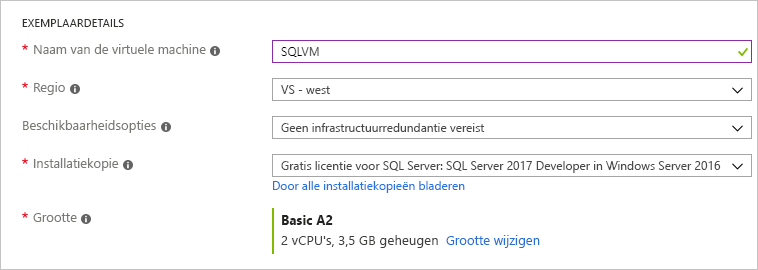 EXEMPLAARDETAILS
* Naam van de virtuele machine SQLVM
* Regio VS - west
Beschikbaarheidsopties Geen infrastructuurredundantie vereist
* Installatiekopie Gratis licentie voor SQL Server: SQL Server 2017 Developer in Windows Server 2016
Door alle installatiekopieën bladeren
* Grootte Basic A2
2 vCPU's, 3,5 GB geheugen Grootte wijzigen